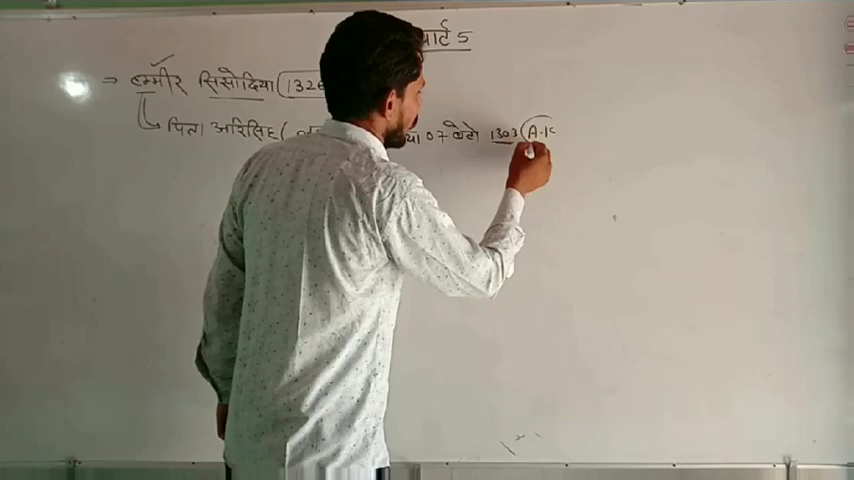 पार्ट 5
⇒ हम्मीर सिसोदिया (132
पिता अरिसिंह ( 07 बेटो 1303 (A.K